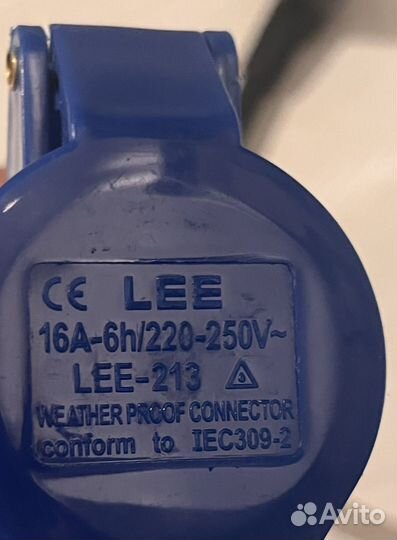 CE LEE
16A-6h/220-250V~
LEE-213
WEATHER PROOF CONNECTOR
conform to IEC309-2
Avito